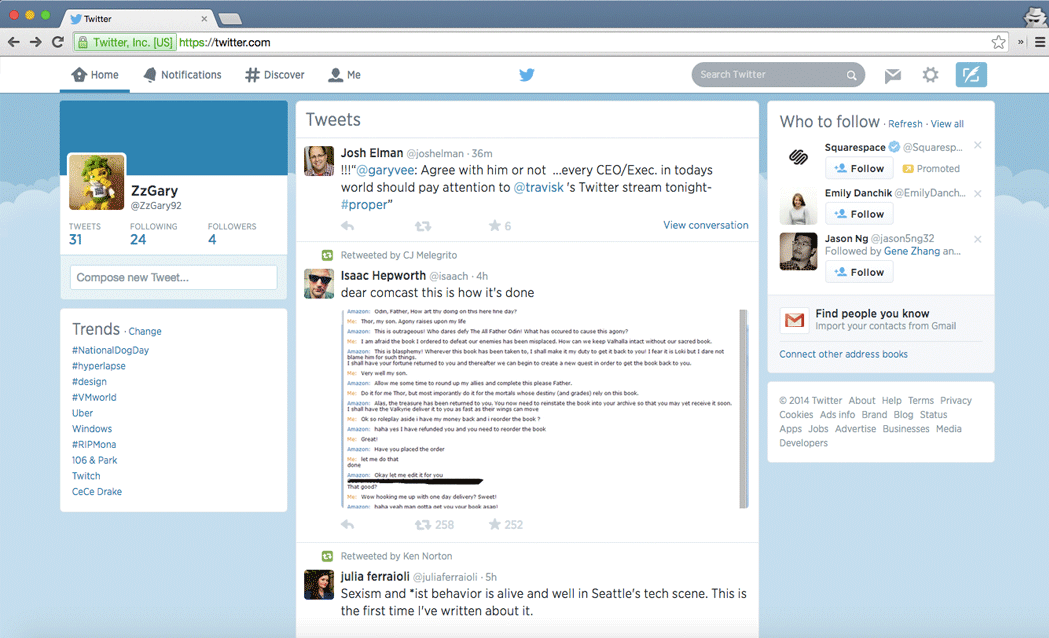 Twitter
Twitter, Inc. [US] https://twitter.com
Home Notifications Discover Me
Search Twitter
ZzGary
@ZzGary92
TWEETS FOLLOWING FOLLOWERS
31 24 4
Compose new Tweet...
Trends · Change
#NationalDogDay
#hyperlapse
#design
#VMworld
Uber
Windows
#RIPMona
106 & Park
Twitch
CeCe Drake
Tweets
Josh Elman @joshelman · 36m
!!!“@garyvee: Agree with him or not ...every CEO/Exec. in todays
world should pay attention to @travisk 's Twitter stream tonight-
#proper”
6
View conversation
Retweeted by CJ Melegrito
Isaac Hepworth @isaach · 4h
dear comcast this is how it's done
Amazon: Odin, Father, How art thy doing on this here fine day?
Me: Thor, my son. Agony raises upon my life
Amazon: This is outrageous! Who dares defy The All Father Odin! What has occured to cause this agony?
Me: I am afraid the book I ordered to defeat our enemies has been misplaced. How can we keep Valhalla intact without our sacred book.
Amazon: This is blasphemy! Wherever this book has been taken to, I shall make it my duty to get it back to you! I fear it is Loki but I dare not
blame him for such things.
I shall have your fortune returned to you and thereafter we can begin to create a new quest in order to get the book back to you.
Me: Very well my son.
Amazon: Allow me some time to round up my allies and complete this please Father.
Me: Do it for me Thor, but most imporantly do it for the mortals whose destiny (and grades) rely on this book.
Amazon: Alas, the treasure has been returned to you. You now need to reinstate the book into your archive so that you may yet receive it soon.
I shall have the Valkyrie deliver it to you as fast as their wings can move
Me: Ok so roleplay aside i have my money back and i reorder the book ?
Amazon: haha yes I have refunded you and you need to reorder the book
Me: Great!
Amazon: Have you placed the order
Me: let me do that
done
Amazon: Okay let me edit it for you
That good?
Me: Wow hooking me up with one day delivery? Sweet!
Amazon: haha yeah man gotta get you your book asap!
258 252
Retweeted by Ken Norton
julia ferraioli @juliaferraioli · 5h
Sexism and *ist behavior is alive and well in Seattle's tech scene. This is
the first time I've written about it.
Who to follow · Refresh · View all
Squarespace @Squaresp...
Follow Promoted
Emily Danchik @EmilyDanch...
Follow
Jason Ng @jason5ng32
Followed by Gene Zhang an...
Follow
Find people you know
Import your contacts from Gmail
Connect other address books
© 2014 Twitter About Help Terms Privacy
Cookies Ads info Brand Blog Status
Apps Jobs Advertise Businesses Media
Developers